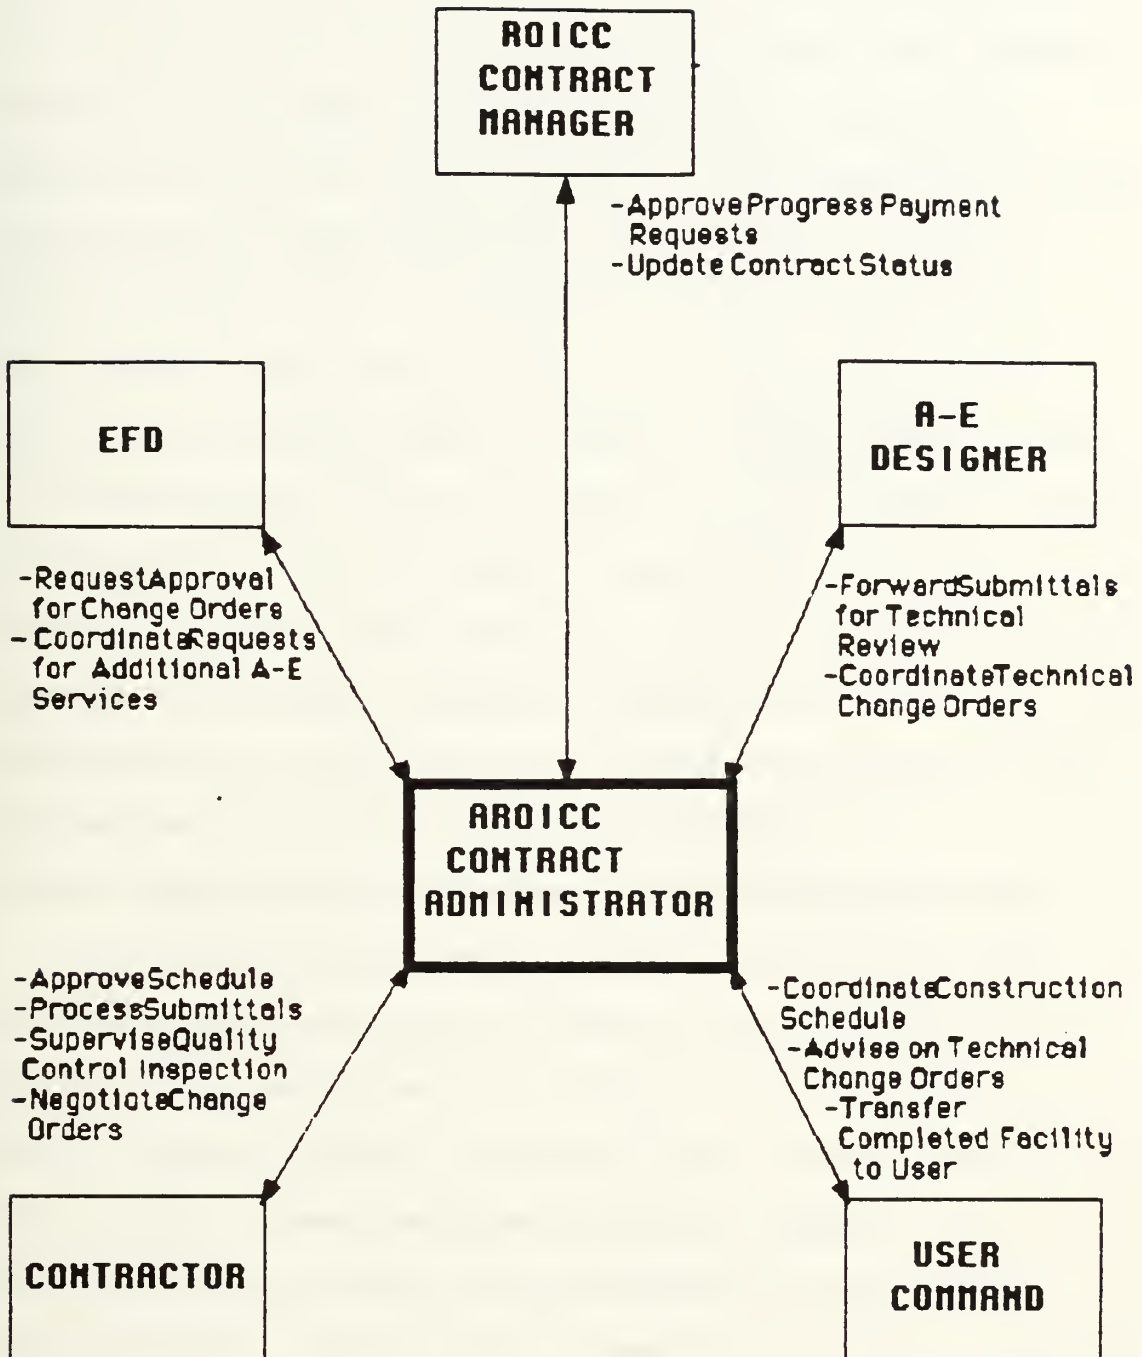 ROICC
CONTRACT
MANAGER
-Approve Progress Payment
Requests
-Update Contract Status
EFD
A-E
DESIGNER
-Request Approval
for Change Orders
-Coordinate Requests
for Additional A-E
Services
-Forward Submittals
for Technical
Review
-Coordinate Technical
Change Orders
AROICC
CONTRACT
ADMINISTRATOR
-Approve Schedule
-Process Submittals
-Supervise Quality
Control Inspection
-Negotiate Change
Orders
-Coordinate Construction
Schedule
-Advise on Technical
Change Orders
-Transfer
Completed Facility
to User
CONTRACTOR
USER
COMMAND